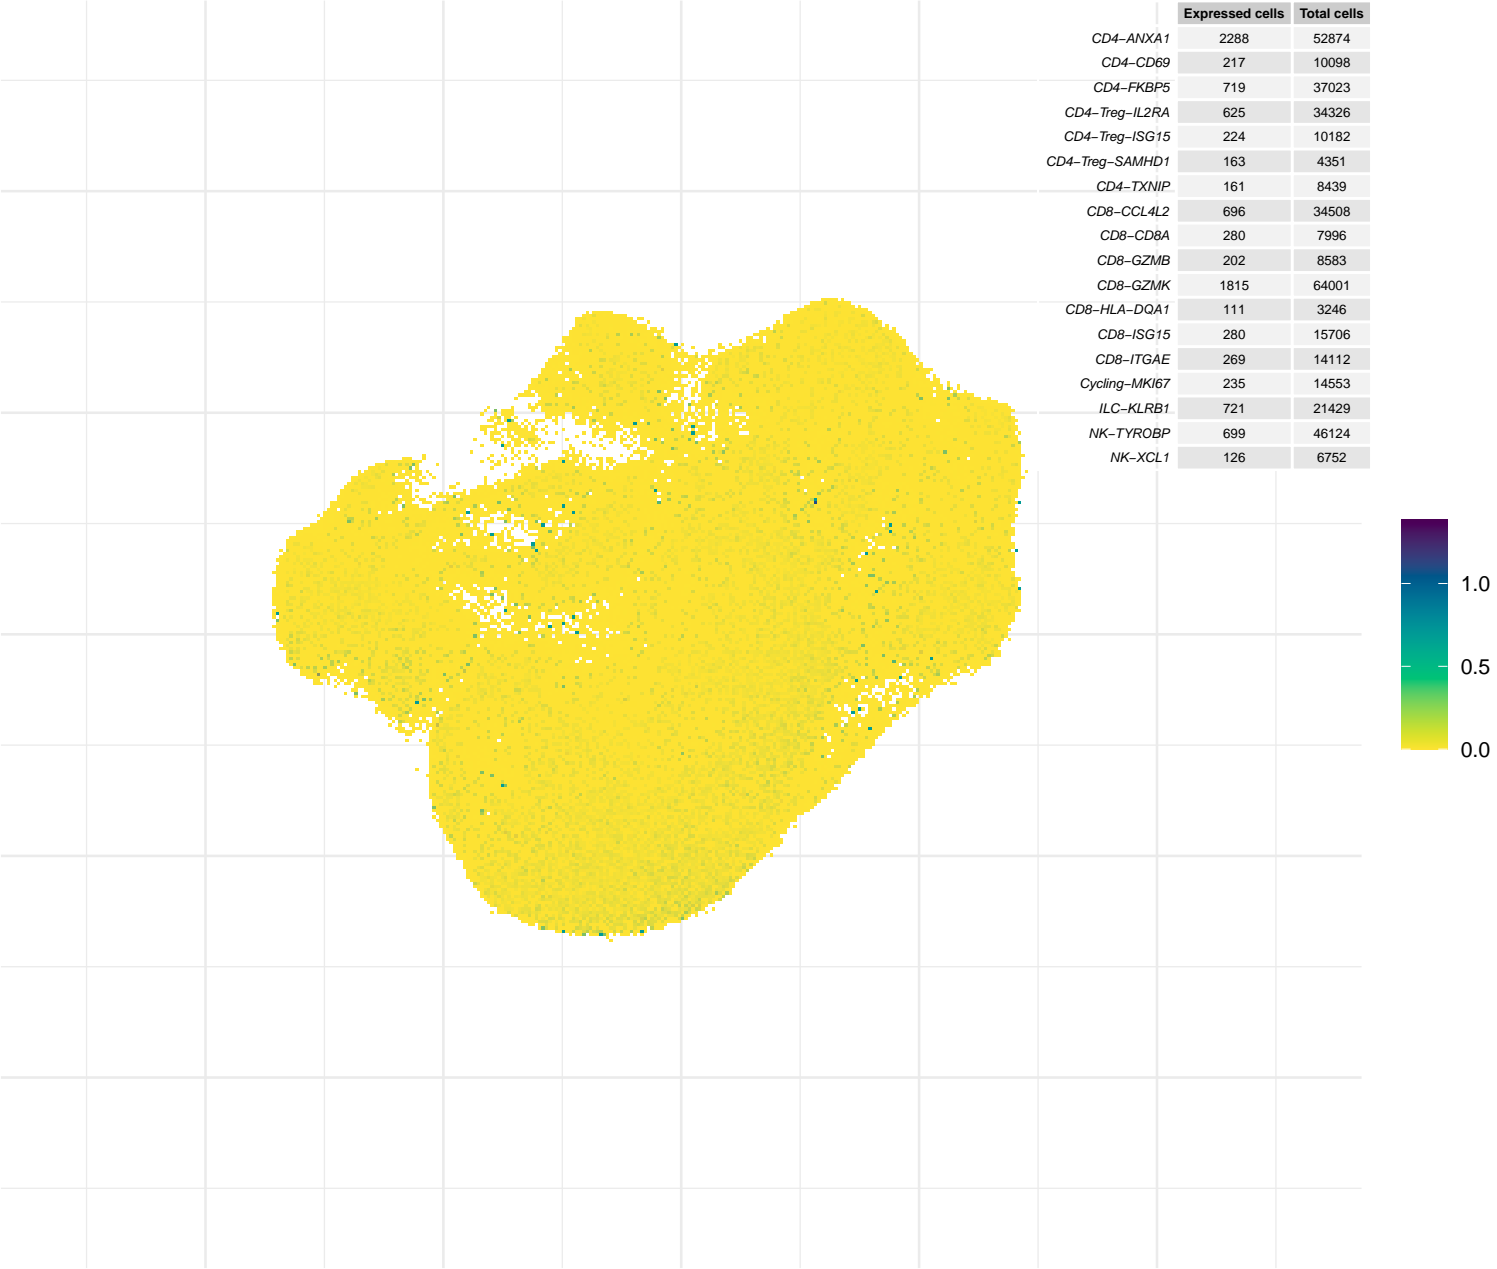 Expressed cells Total cells
CD4−ANXA1 2288 52874
CD4−CD69 217 10098
CD4−FKBP5 719 37023
CD4−Treg−IL2RA 625 34326
CD4−Treg−ISG15 224 10182
CD4−Treg−SAMHD1 163 4351
CD4−TXNIP 161 8439
CD8−CCL4L2 696 34508
CD8−CD8A 280 7996
CD8−GZMB 202 8583
CD8−GZMK 1815 64001
CD8−HLA−DQA1 111 3246
CD8−ISG15 280 15706
CD8−ITGAE 269 14112
Cycling−MKI67 235 14553
ILC−KLRB1 721 21429
NK−TYROBP 699 46124
NK−XCL1 126 6752
1.0
0.5
0.0